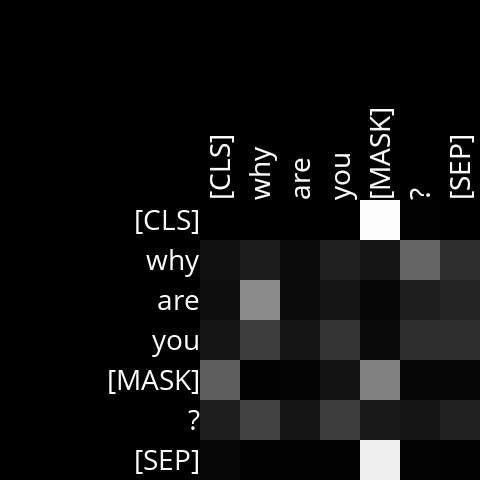 [CLS] why are you [MASK] ? [SEP]
[CLS]
why
are
you
[MASK]
?
[SEP]